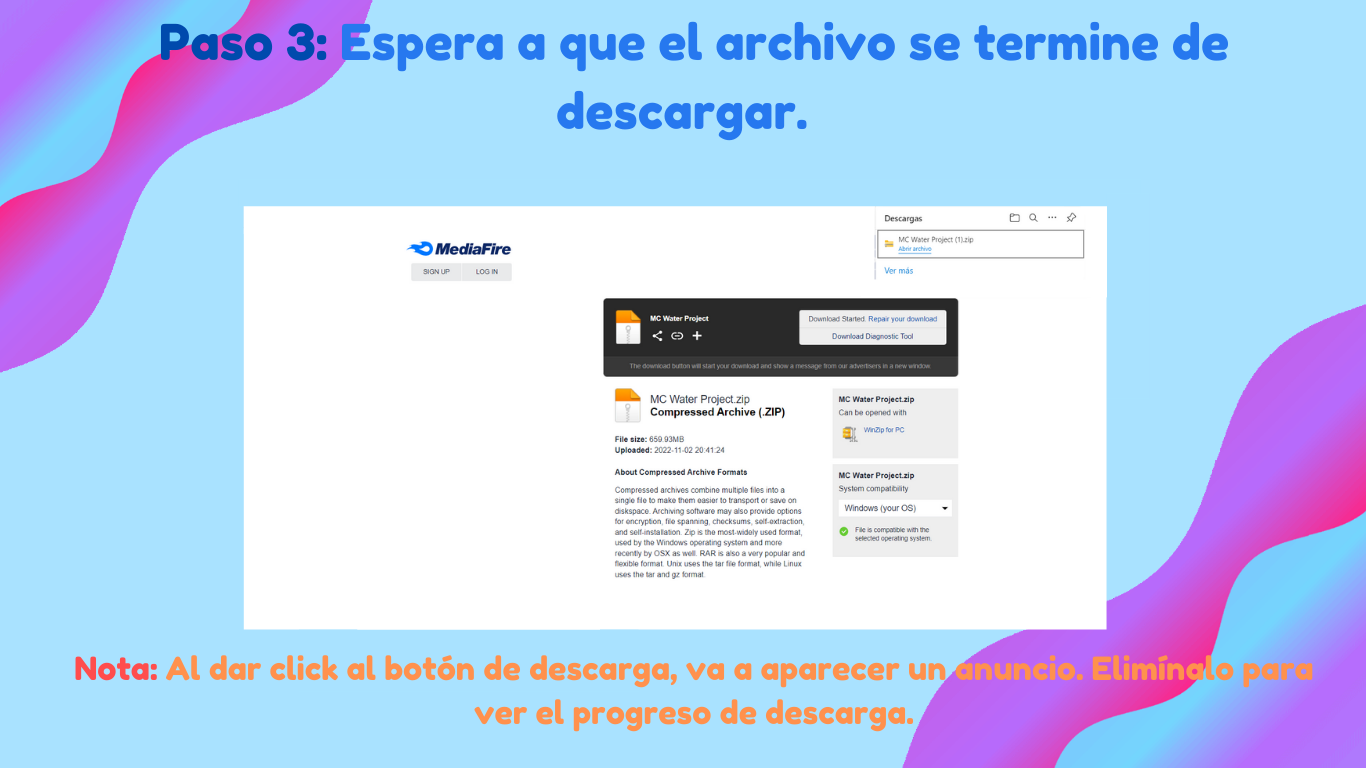 Paso 3: Espera a que el archivo se termine de
descargar.
MediaFire
SIGN UP
LOG IN
Descargas
MC Water Project (1).zip
Abrir archivo
Ver más
MC Water Project
Download Started. Repair your download
Download Diagnostic Tool
The download button will start your download and show a message from our advertisers in a new window.
MC Water Project.zip
Compressed Archive (.ZIP)
File size: 659.93MB
Uploaded: 2022-11-02 20:41:24
About Compressed Archive Formats
Compressed archives combine multiple files into a
single file to make them easier to transport or save on
diskspace. Archiving software may also provide options
for encryption, file spanning, checksums, self-extraction,
and self-installation. Zip is the most-widely used format,
used by the Windows operating system and more
recently by OSX as well. RAR is also a very popular and
flexible format. Unix uses the tar file format, while Linux
uses the tar and gz format.
MC Water Project.zip
Can be opened with
WinZip for PC
MC Water Project.zip
System compatibility
Windows (your OS)
File is compatible with the
selected operating system.
Nota: Al dar click al botón de descarga, va a aparecer un anuncio. Elimínalo para
ver el progreso de descarga.